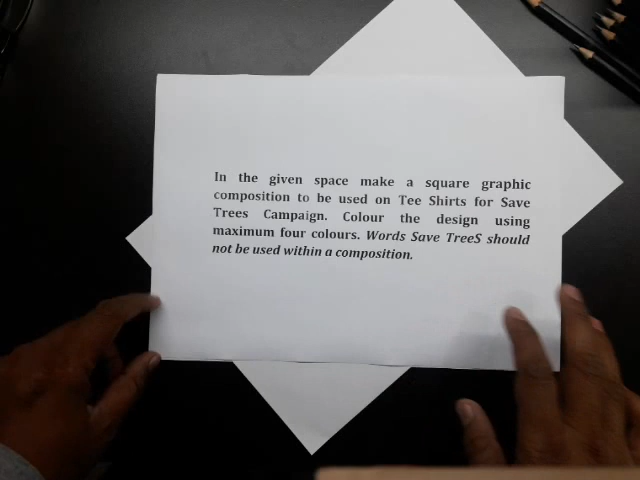 In the given space make a square graphic
composition to be used on Tee Shirts for Save
Trees Campaign. Colour the design using
maximum four colours. Words Save TreeS should
not be used within a composition.